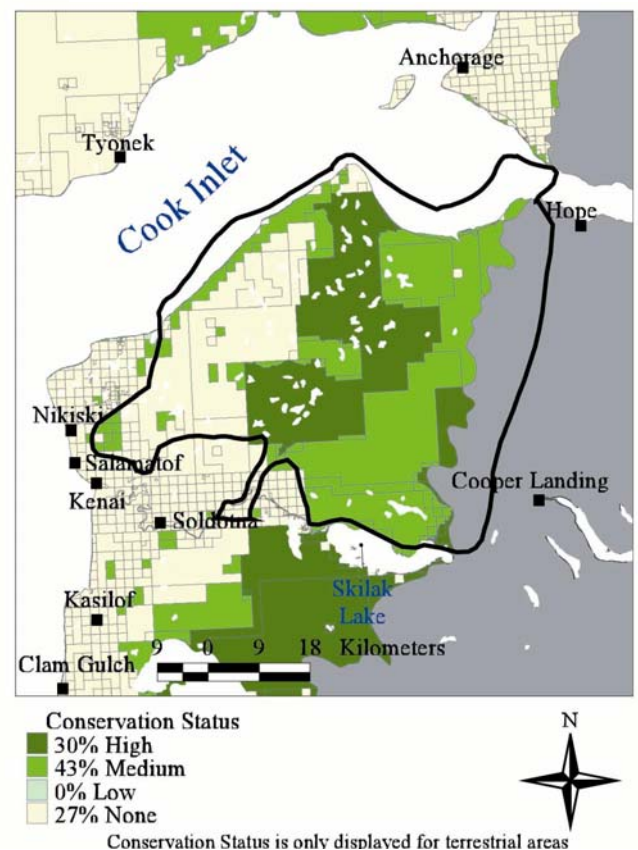 Anchorage
Tyonek
Cook Inlet
Hope
Nikiski
Salamatof
Cooper Landing
Kenai
Soldotna
Skilak
Lake
Kasilof
9 0 9 18 Kilometers
Clam Gulch
Conservation Status
30% High
43% Medium
0% Low
27% None
N
Conservation Status is only displayed for terrestrial areas